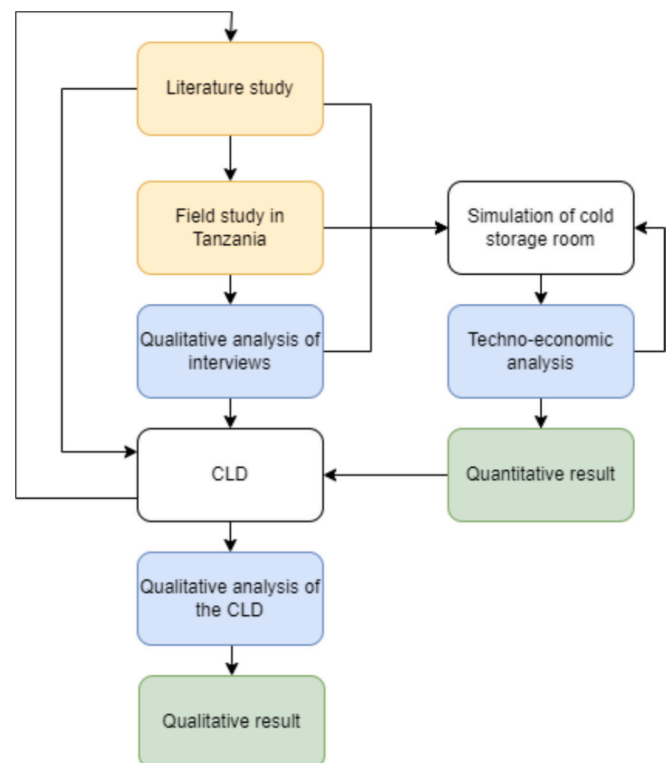 Literature study
Field study in
Tanzania
Simulation of cold
storage room
Qualitative analysis of
interviews
Techno-economic
analysis
CLD
Quantitative result
Qualitative analysis of
the CLD
Qualitative result